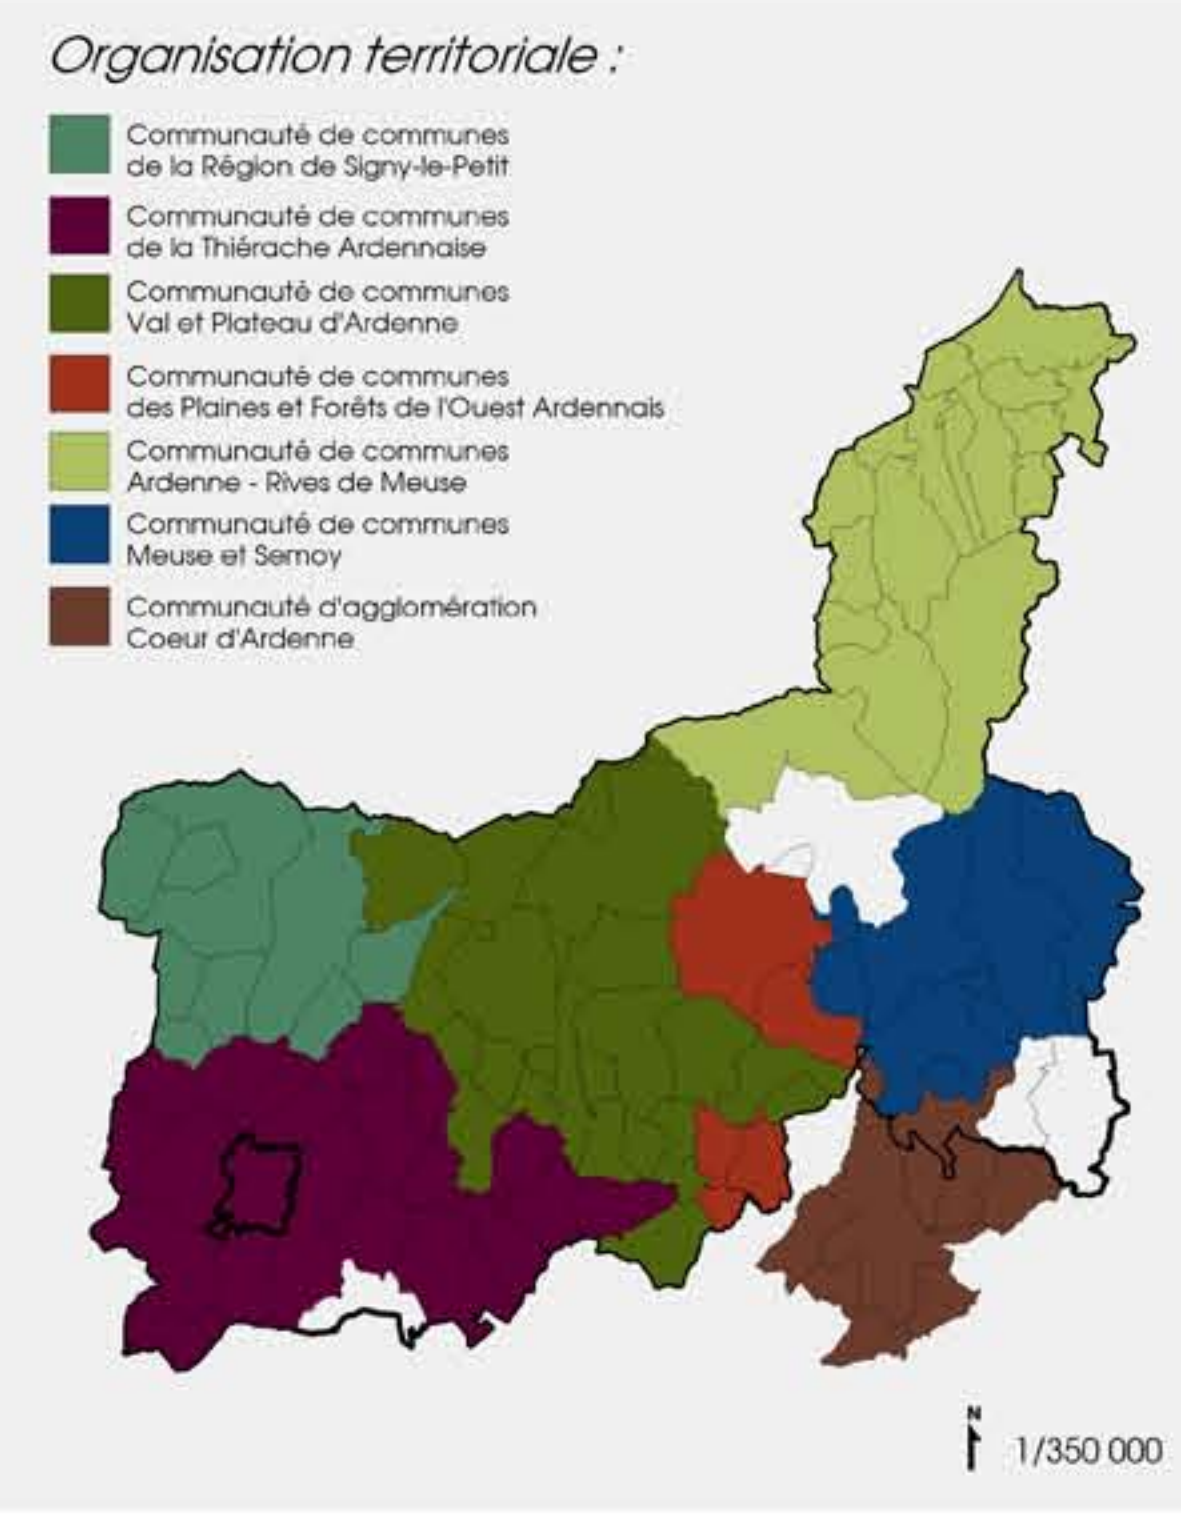 Organisation territoriale :
Communauté de communes
de la Région de Signy-le-Petit
Communauté de communes
de la Thiérache Ardennaise
Communauté de communes
Val et Plateau d'Ardenne
Communauté de communes
des Plaines et Forêts de l'Ouest Ardennais
Communauté de communes
Ardenne - Rives de Meuse
Communauté de communes
Meuse et Semoy
Communauté d'agglomération
Coeur d'Ardenne
N
1/350 000